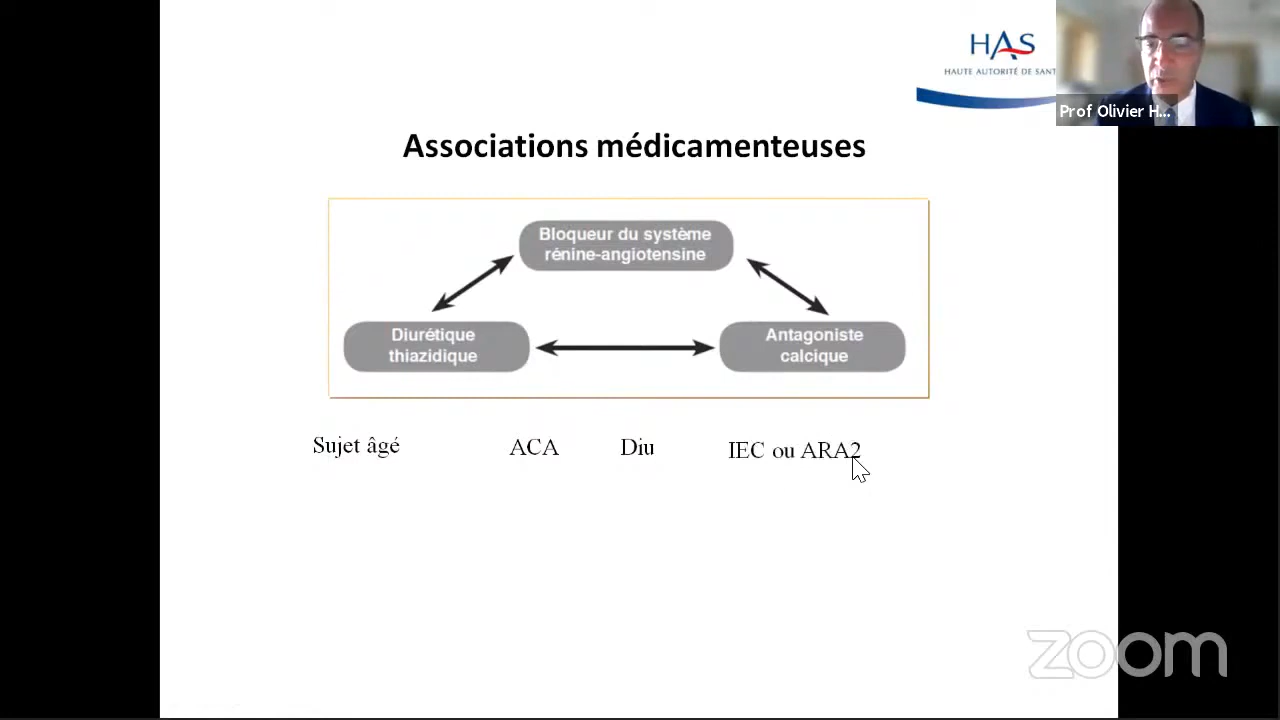 HAS
HAUTE AUTORITÉ DE SANT
Prof Olivier H...
Associations médicamenteuses
Bloqueur du système
rénine-angiotensine
Diurétique
thiazidique
Antagoniste
calcique
Sujet âgé
ACA
Diu
IEC ou ARA2
zoom